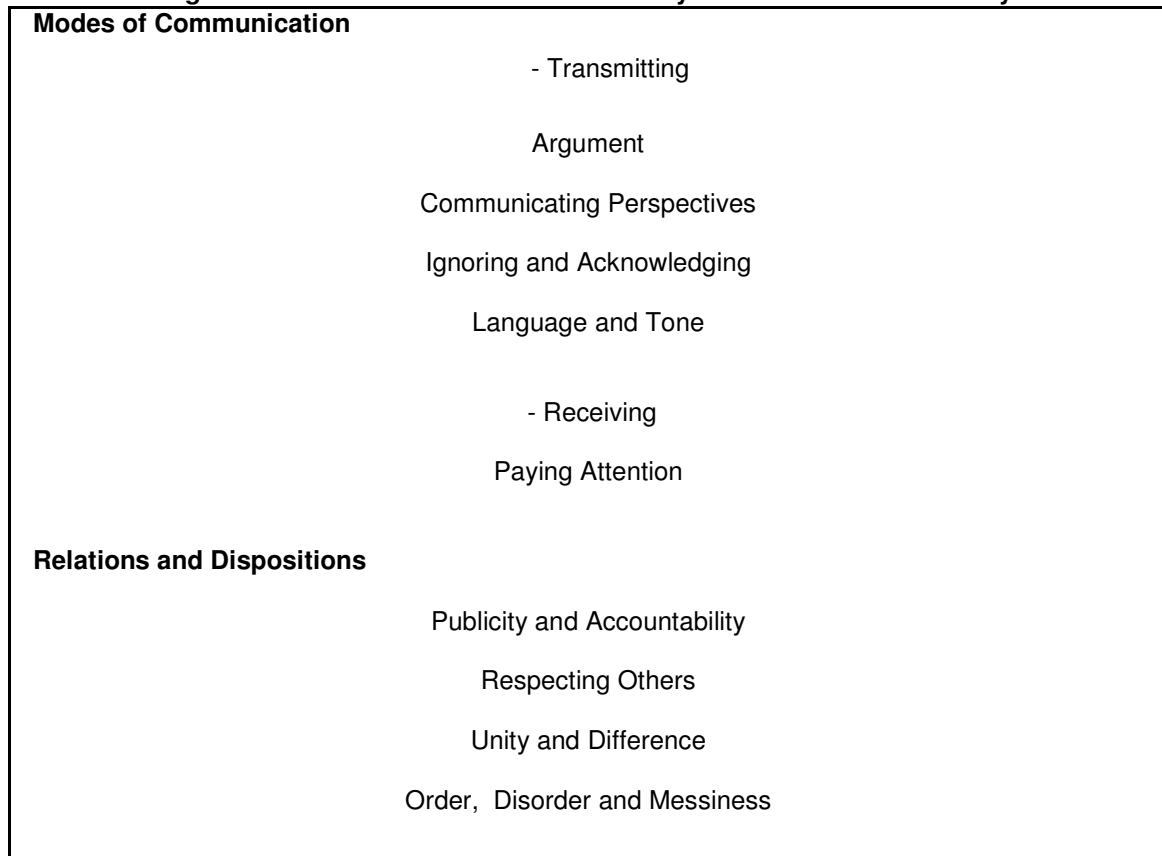 Modes of Communication
- Transmitting
Argument
Communicating Perspectives
Ignoring and Acknowledging
Language and Tone
- Receiving
Paying Attention
Relations and Dispositions
Publicity and Accountability
Respecting Others
Unity and Difference
Order, Disorder and Messiness